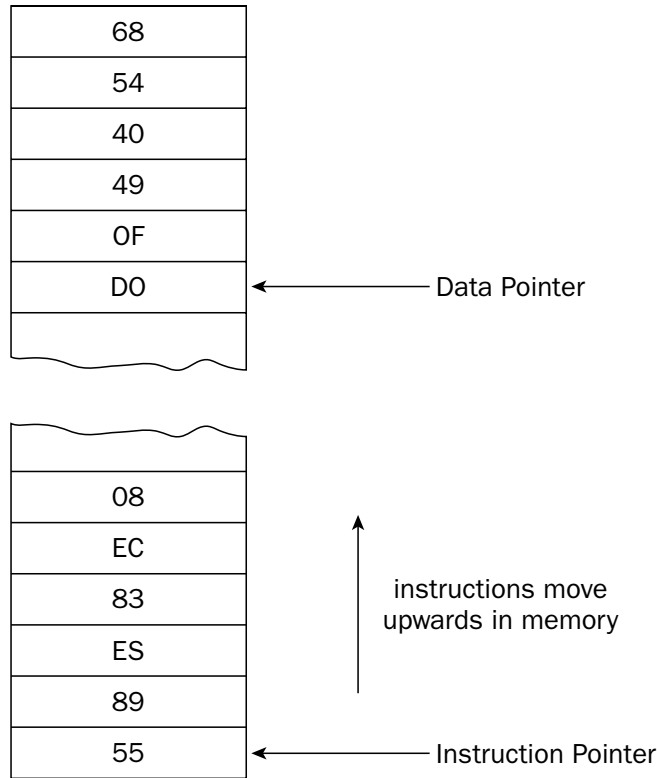 68
54
40
49
OF
DO
Data Pointer
08
EC
83
ES
89
55
instructions move
upwards in memory
Instruction Pointer